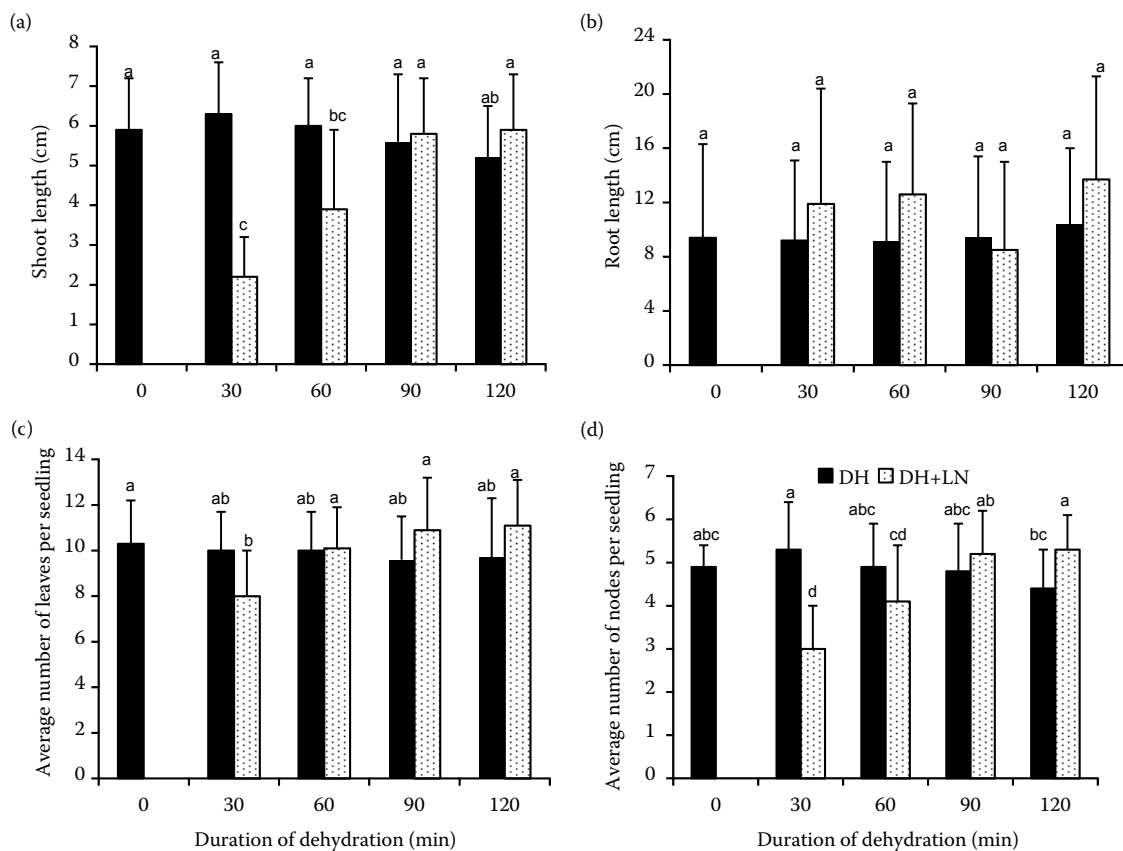 (a)
8
7
6
5
4
3
2
1
0
Shoot length (cm)
a
a
c
a
bc
a
a
ab
a
0 30 60 90 120
(b)
24
20
16
12
8
4
0
Root length (cm)
a
a
a
a
a
a
a
a
a
0 30 60 90 120
(c)
14
12
10
8
6
4
2
0
Average number of leaves per seedling
a
ab
b
ab
a
ab
a
ab
a
0 30 60 90 120
Duration of dehydration (min)
(d)
7
6
5
4
3
2
1
0
Average number of nodes per seedling
DH DH+LN
abc
a
d
abc
cd
abc
ab
bc
a
0 30 60 90 120
Duration of dehydration (min)